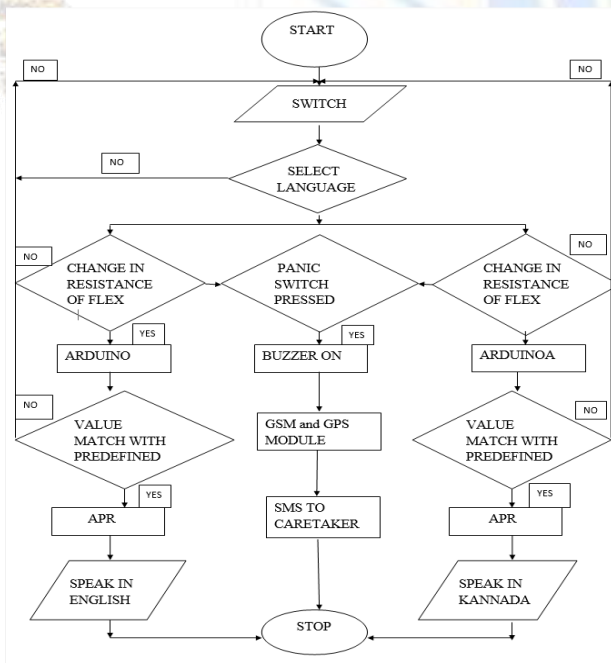 START
NO
NO
SWITCH
NO
SELECT
LANGUAGE
NO
CHANGE IN
RESISTANCE
OF FLEX
PANIC
SWITCH
PRESSED
CHANGE IN
RESISTANCE
OF FLEX
NO
YES
YES
ARDUINO
BUZZER ON
ARDUINOA
NO
VALUE
MATCH WITH
PREDEFINED
GSM and GPS
MODULE
VALUE
MATCH WITH
PREDEFINED
NO
YES
YES
APR
SMS TO
CARETAKER
APR
SPEAK IN
ENGLISH
SPEAK IN
KANNADA
STOP